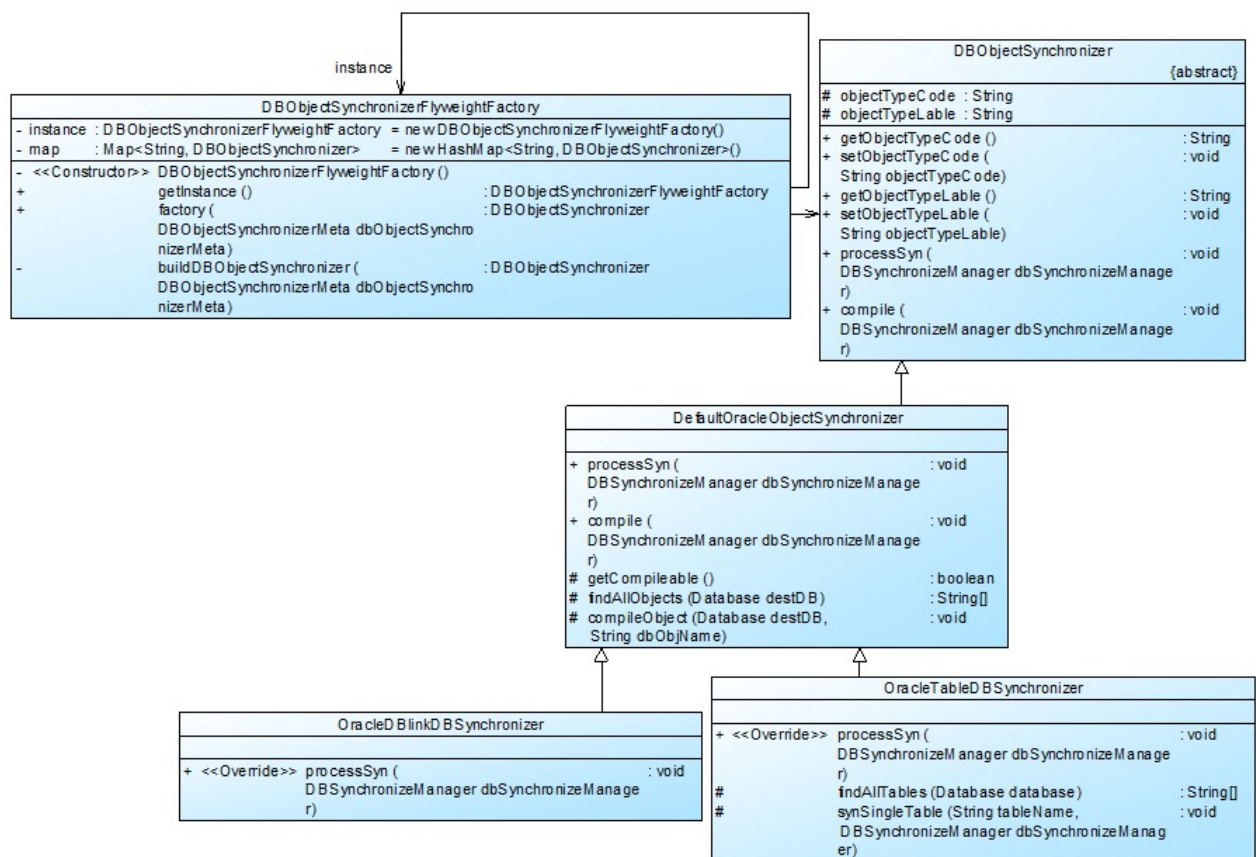 instance
DBObjectSynchronizerFlyweightFactory
- instance : DBObjectSynchronizerFlyweightFactory = newDBObjectSynchronizerFlyweightFactory()
- map : Map<String, DBObjectSynchronizer> = newHashMap<String, DBObjectSynchronizer>()
- <<Constructor>> DBObjectSynchronizerFlyweightFactory ()
+ getInstance () : DBObjectSynchronizerFlyweightFactory
+ factory ( : DBObjectSynchronizer
DBObjectSynchronizerMeta dbObjectSynchro
nizerMeta)
- buildDBObjectSynchronizer ( : DBObjectSynchronizer
DBObjectSynchronizerMeta dbObjectSynchro
nizerMeta)
DBObjectSynchronizer
{abstract}
# objectTypeCode : String
# objectTypeLable : String
+ getObjectTypeCode () : String
+ setObjectTypeCode ( : void
String objectTypeCode)
+ getObjectTypeLable () : String
+ setObjectTypeLable ( : void
String objectTypeLable)
+ processSyn ( : void
DBSynchronizeManager dbSynchronizeManage
r)
+ compile ( : void
DBSynchronizeManager dbSynchronizeManage
r)
DefaultOracleObjectSynchronizer
+ processSyn ( : void
DBSynchronizeManager dbSynchronizeManage
r)
+ compile ( : void
DBSynchronizeManager dbSynchronizeManage
r)
# getCompileable () : boolean
# findAllObjects (Database destDB) : String[]
# compileObject (Database destDB, : void
String dbObjName)
OracleDBlinkDBSynchronizer
+ <<Override>> processSyn ( : void
DBSynchronizeManager dbSynchronizeManage
r)
OracleTableDBSynchronizer
+ <<Override>> processSyn ( : void
DBSynchronizeManager dbSynchronizeManage
r)
# findAllTables (Database database) : String[]
# synSingleTable (String tableName, : void
DBSynchronizeManager dbSynchronizeManag
er)